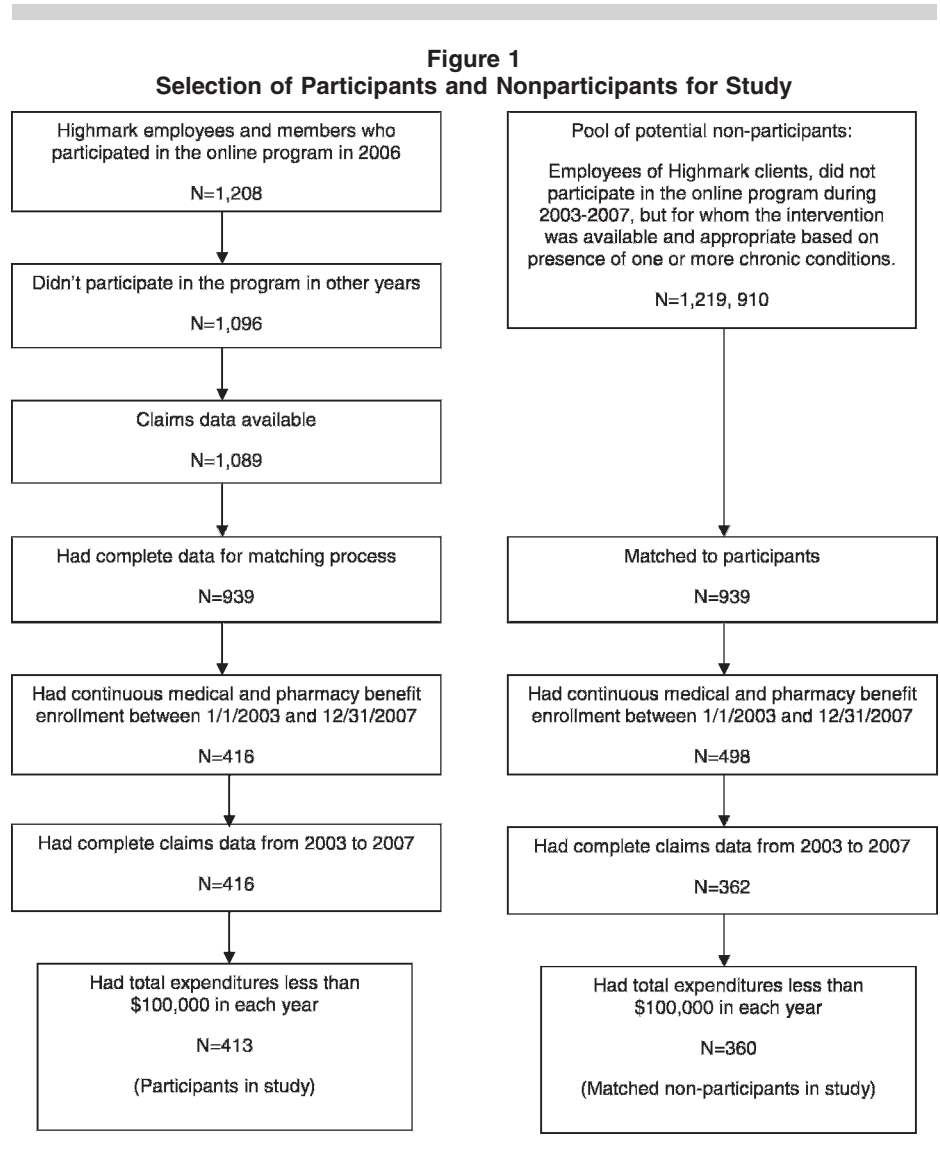 Figure 1
Selection of Participants and Nonparticipants for Study
Highmark employees and members who
participated in the online program in 2006
N=1,208
Didn't participate in the program in other years
N=1,096
Claims data available
N=1,089
Had complete data for matching process
N=939
Had continuous medical and pharmacy benefit
enrollment between 1/1/2003 and 12/31/2007
N=416
Had complete claims data from 2003 to 2007
N=416
Had total expenditures less than
$100,000 in each year
N=413
(Participants in study)
Pool of potential non-participants:
Employees of Highmark clients, did not
participate in the online program during
2003-2007, but for whom the intervention
was available and appropriate based on
presence of one or more chronic conditions.
N=1,219, 910
Matched to participants
N=939
Had continuous medical and pharmacy benefit
enrollment between 1/1/2003 and 12/31/2007
N=498
Had complete claims data from 2003 to 2007
N=362
Had total expenditures less than
$100,000 in each year
N=360
(Matched non-participants in study)